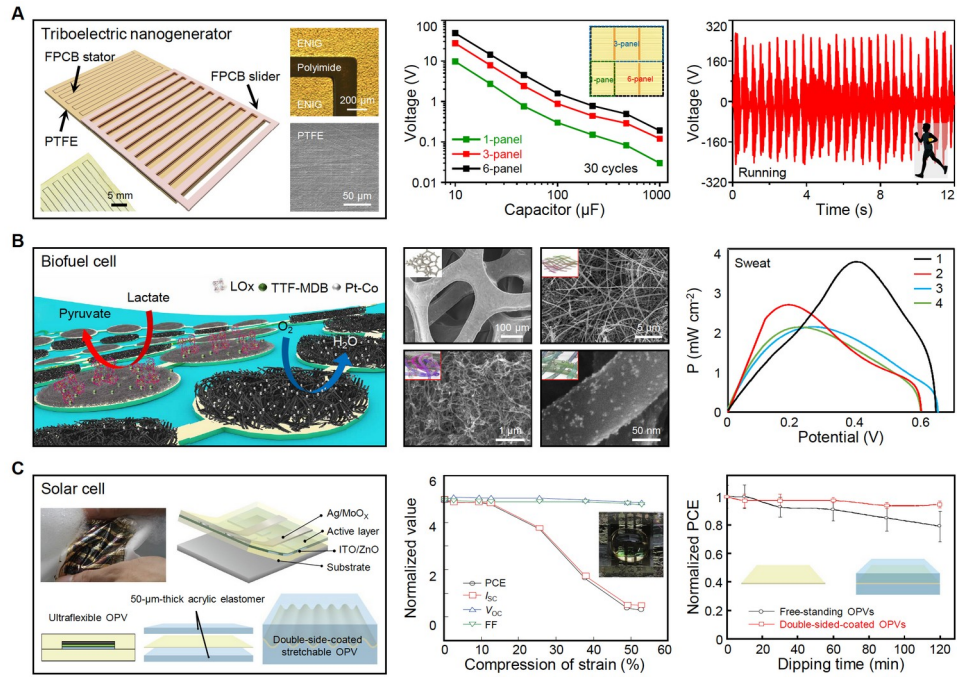 A
Triboelectric nanogenerator
FPCB stator
FPCB slider
PTFE
5 mm
ENIG
Polyimide
ENIG
200 µm
PTFE
50 µm
Voltage (V)
100
10
1
0.1
0.01
3-panel
1-panel
6-panel
1-panel
3-panel
6-panel
30 cycles
10
100
1000
Capacitor (µF)
Voltage (V)
320
160
0
-160
-320
Running
0 2 4 6 8 10 12
Time (s)
B
Biofuel cell
LOx
TTF-MDB
Pt-Co
Lactate
Pyruvate
O2
H2O
100 µm
5 µm
1 µm
50 nm
P (mW cm-2)
4
3
2
1
0
Sweat
1
2
3
4
0 0.2 0.4 0.6
Potential (V)
C
Solar cell
Ag/MoOX
Active layer
ITO/ZnO
Substrate
50-µm-thick acrylic elastomer
Ultraflexible OPV
Double-side-coated
stretchable OPV
Normalized value
6
5
4
2
0
PCE
ISC
VOC
FF
0 10 20 30 40 50
Compression of strain (%)
Normalized PCE
1
0.8
0.6
0.4
0.2
0
Free-standing OPVs
Double-sided-coated OPVs
0 20 40 60 80 100 120
Dipping time (min)